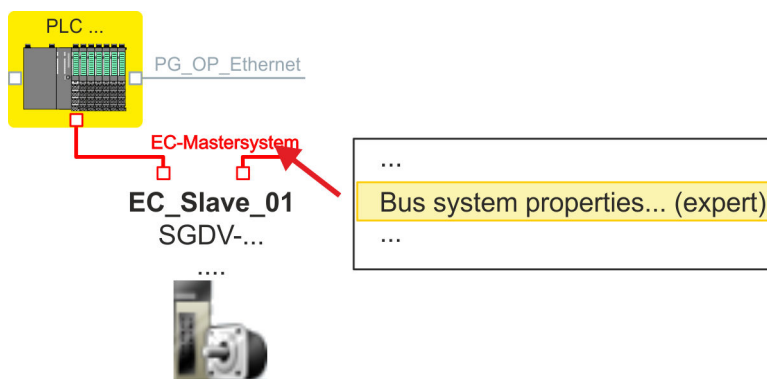 PLC ...
PG_OP_Ethernet
EC-Mastersystem
EC_Slave_01
SGDV-...
....
...
Bus system properties... (expert)
...